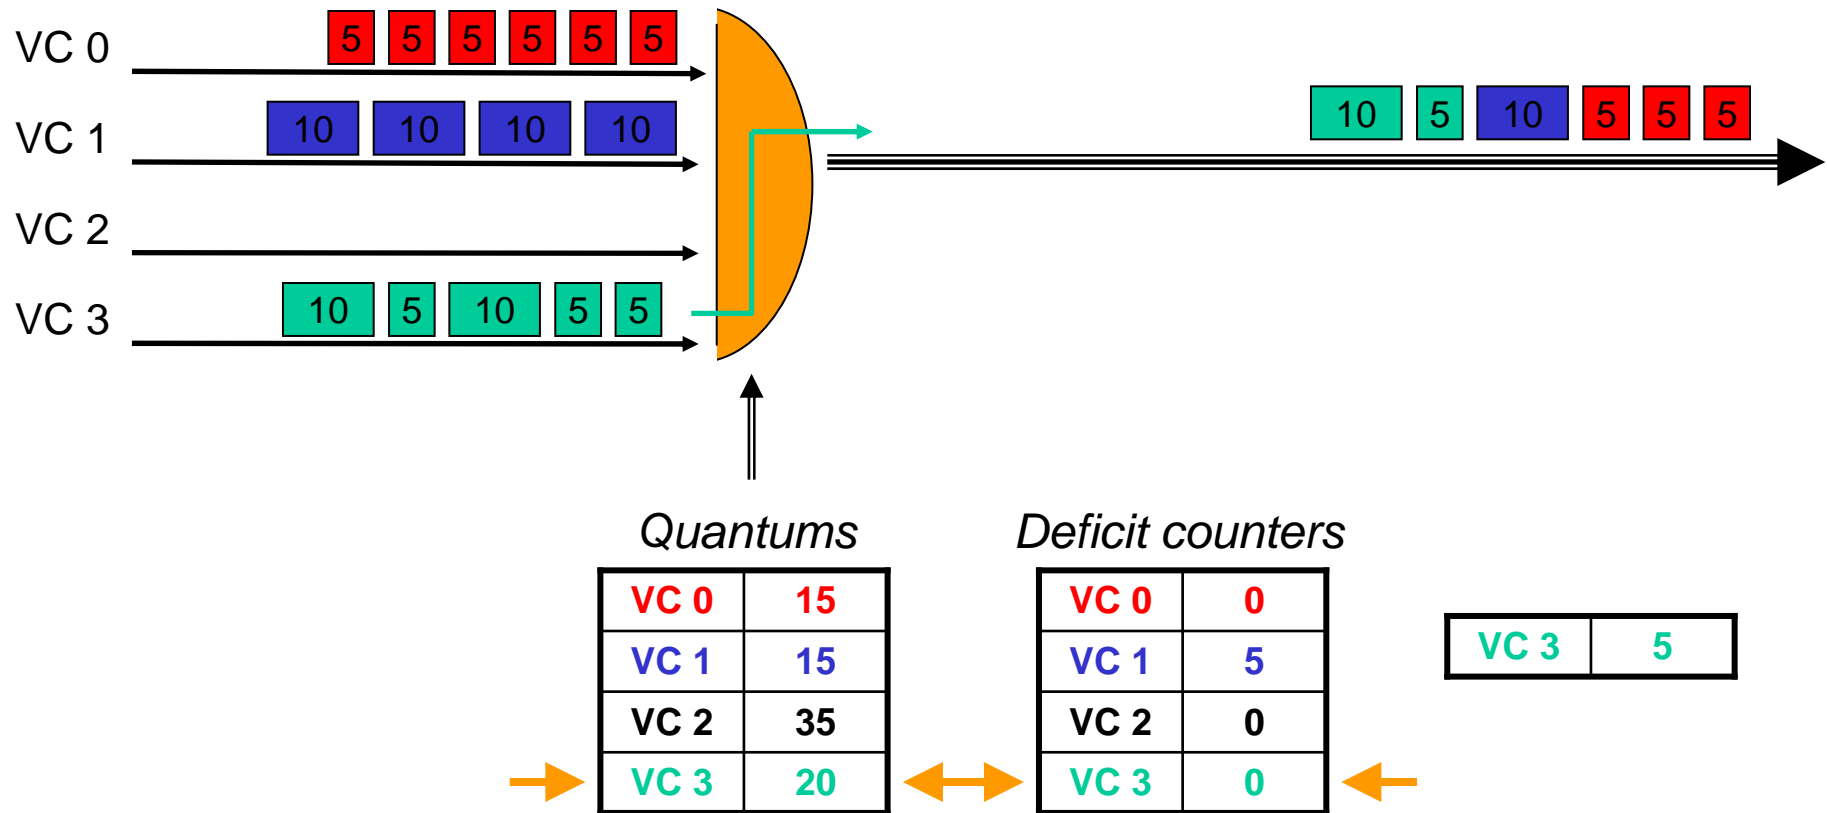 VC 0 5 5 5 5 5 5
10 5 10 5 5 5
VC 1 10 10 10 10
VC 2
VC 3 10 5 10 5 5
Quantums
VC 0 15
VC 1 15
VC 2 35
VC 3 20
Deficit counters
VC 0 0
VC 1 5
VC 2 0
VC 3 0
VC 3 5